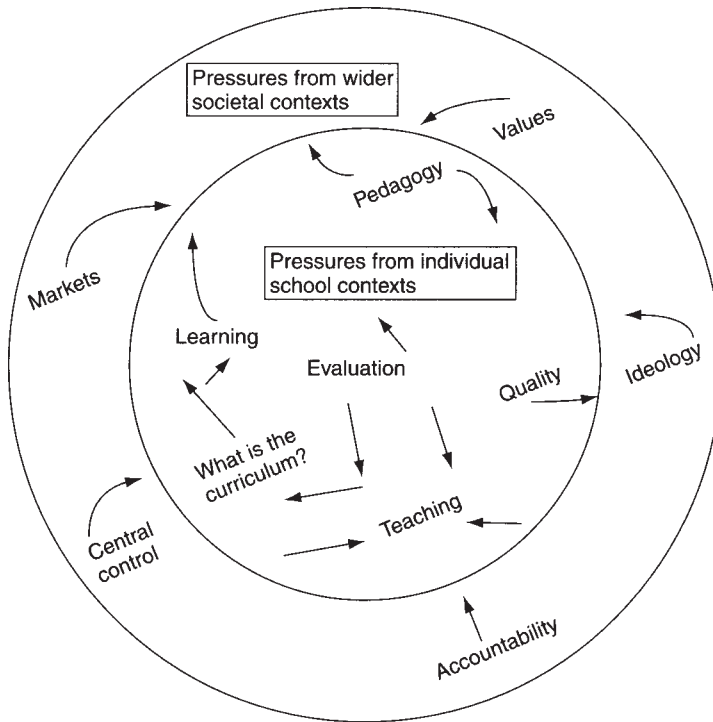 Pressures from wider
societal contexts
Values
Pedagogy
Markets
Pressures from individual
school contexts
Learning
Evaluation
Ideology
Quality
What is the
curriculum?
Teaching
Central
control
Accountability